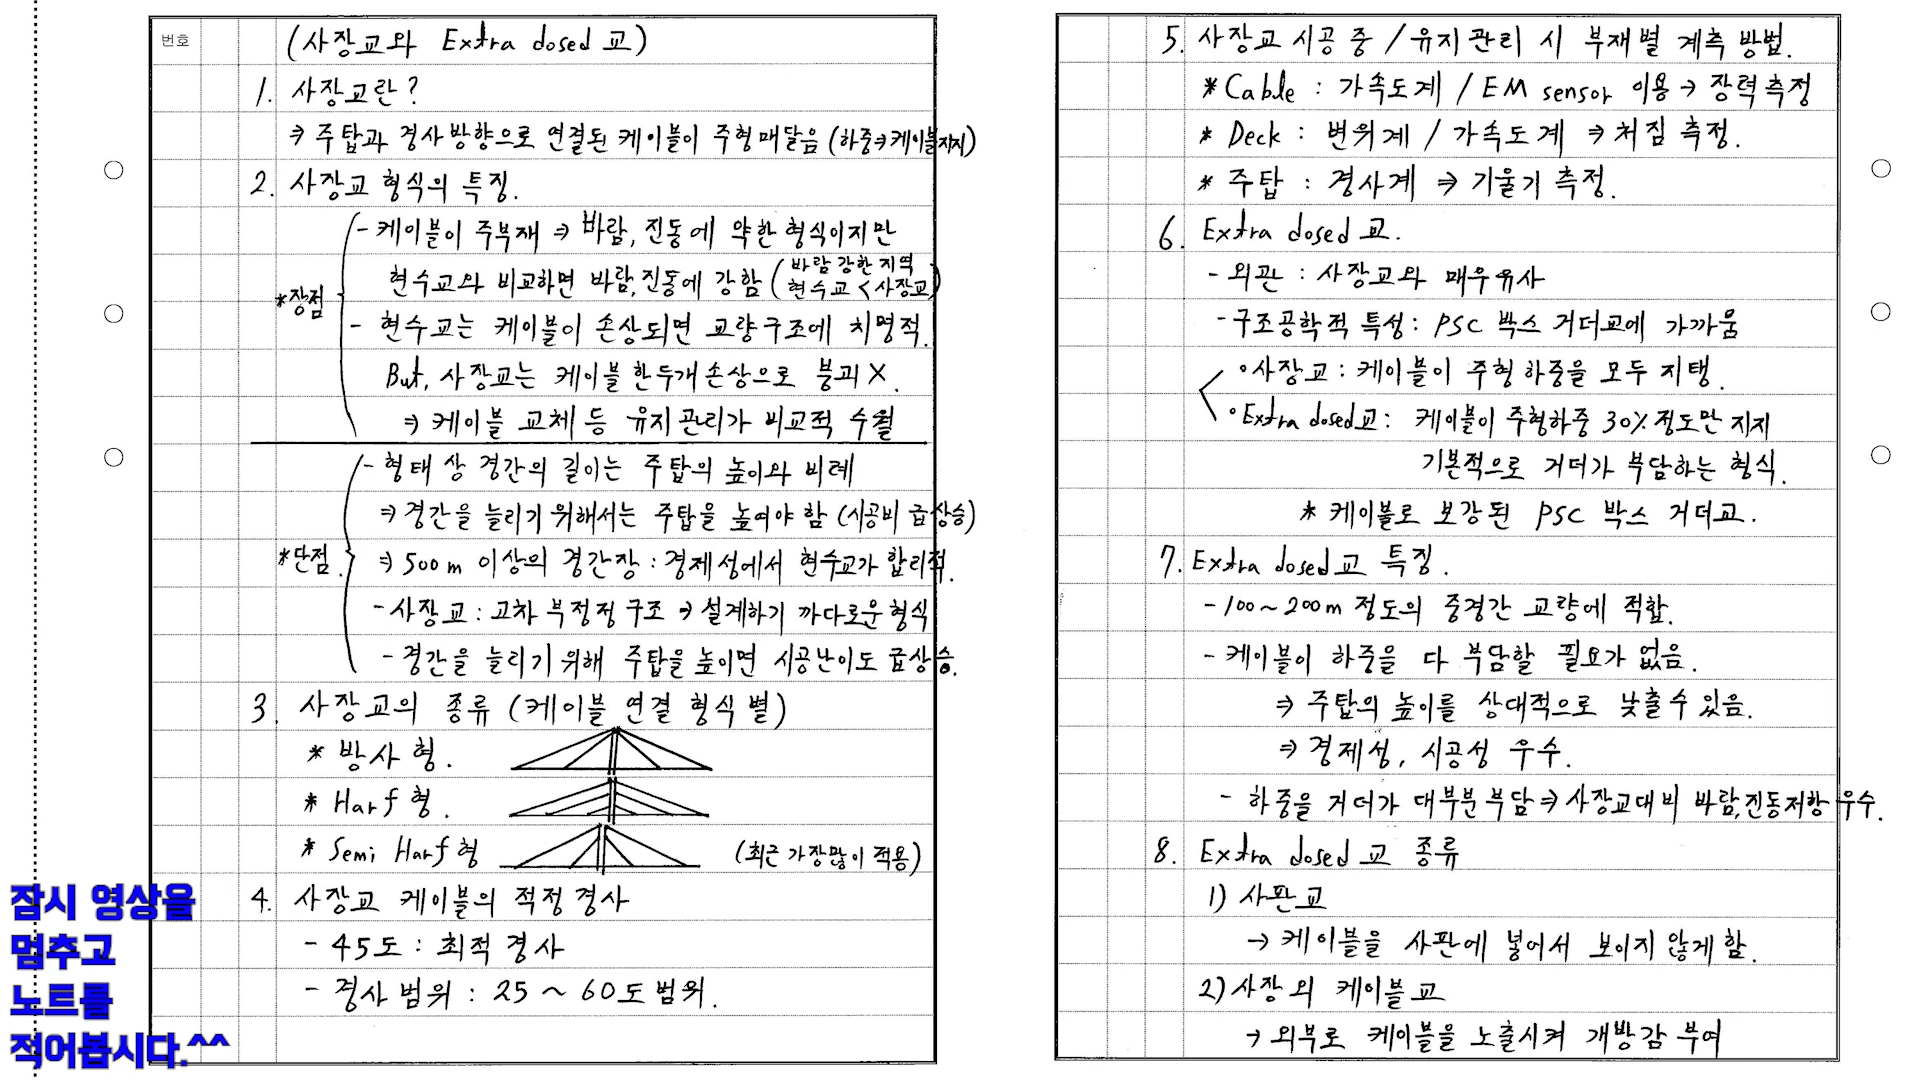 번호
(사장교와 Extra dosed 교)
1. 사장교란?
⇒ 주탑과 경사방향으로 연결된 케이블이 주형매달음 (하중⇒케이블지지)
2. 사장교 형식의 특징.
*장점
- 케이블이 주부재 ⇒ 바람, 진동에 약한 형식이지만
현수교와 비교하면 바람,진동에 강함 (바람 강한 지역 현수교 < 사장교)
- 현수교는 케이블이 손상되면 교량구조에 치명적.
But, 사장교는 케이블 한두개 손상으로 붕괴 X.
⇒ 케이블 교체 등 유지관리가 비교적 수월
*단점.
- 형태 상 경간의 길이는 주탑의 높이와 비례
⇒ 경간을 늘리기 위해서는 주탑을 높여야 함 (시공비 급상승)
⇒ 500m 이상의 경간장 : 경제성에서 현수교가 합리적.
- 사장교 : 고차 부정정 구조 → 설계하기 까다로운 형식
- 경간을 늘리기 위해 주탑을 높이면 시공난이도 급상승.
3. 사장교의 종류 (케이블 연결 형식 별)
* 방사형.
* Harf 형.
* Semi Harf 형 (최근 가장많이 적용)
4. 사장교 케이블의 적정 경사
- 45도 : 최적 경사
- 경사 범위 : 25 ~ 60도 범위.
잠시 영상을
멈추고
노트를
적어봅시다.^^
5. 사장교 시공 중 / 유지관리 시 부재별 계측 방법.
* Cable : 가속도계 / EM sensor 이용 → 장력측정
* Deck : 변위계 / 가속도계 ⇒ 처짐 측정.
* 주탑 : 경사계 ⇒ 기울기 측정.
6. Extra dosed 교.
- 외관 : 사장교와 매우유사
- 구조공학적 특성 : PSC 박스 거더교에 가까움
• 사장교 : 케이블이 주형 하중을 모두 지탱.
• Extra dosed교 : 케이블이 주형하중 30% 정도만 지지
기본적으로 거더가 부담하는 형식.
* 케이블로 보강된 PSC 박스 거더교.
7. Extra dosed교 특징.
- 100~200m 정도의 중경간 교량에 적합.
- 케이블이 하중을 다 부담할 필요가 없음.
⇒ 주탑의 높이를 상대적으로 낮출수 있음.
⇒ 경제성, 시공성 우수.
- 하중을 거더가 대부분 부담 ⇒ 사장교대비 바람,진동저항 우수.
8. Extra dosed 교 종류
1) 사판교
→ 케이블을 사판에 넣어서 보이지 않게 함.
2) 사장 외 케이블 교
→ 외부로 케이블을 노출시켜 개방감 부여